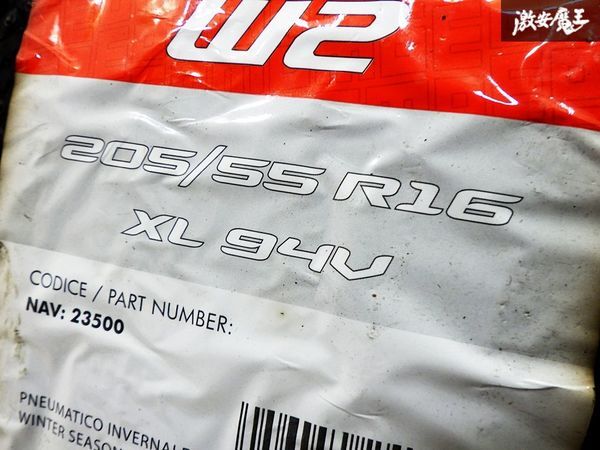 激安魔王
W2
205/55 R16
XL 94V
CODICE / PART NUMBER:
NAV: 23500
PNEUMATICO INVERNALE
WINTER SEASON